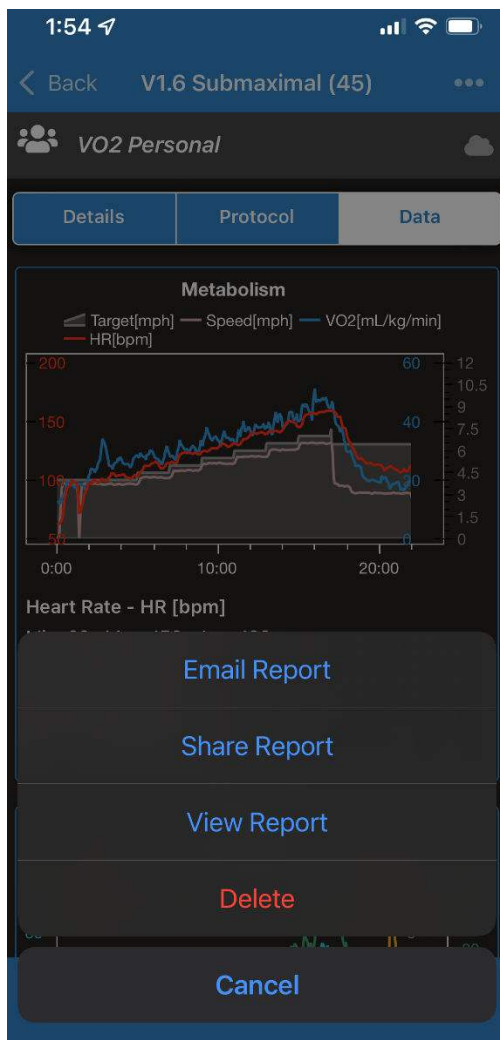 1:54
Back V1.6 Submaximal (45)
VO2 Personal
Details Protocol Data
Metabolism
Target[mph] Speed[mph] VO2[mL/kg/min]
HR[bpm]
200 60 12
10.5
9
150 40 7.5
6
100 20 4.5
3
1.5
50 0 0
0:00 10:00 20:00
Heart Rate - HR [bpm]
Email Report
Share Report
View Report
Delete
Cancel